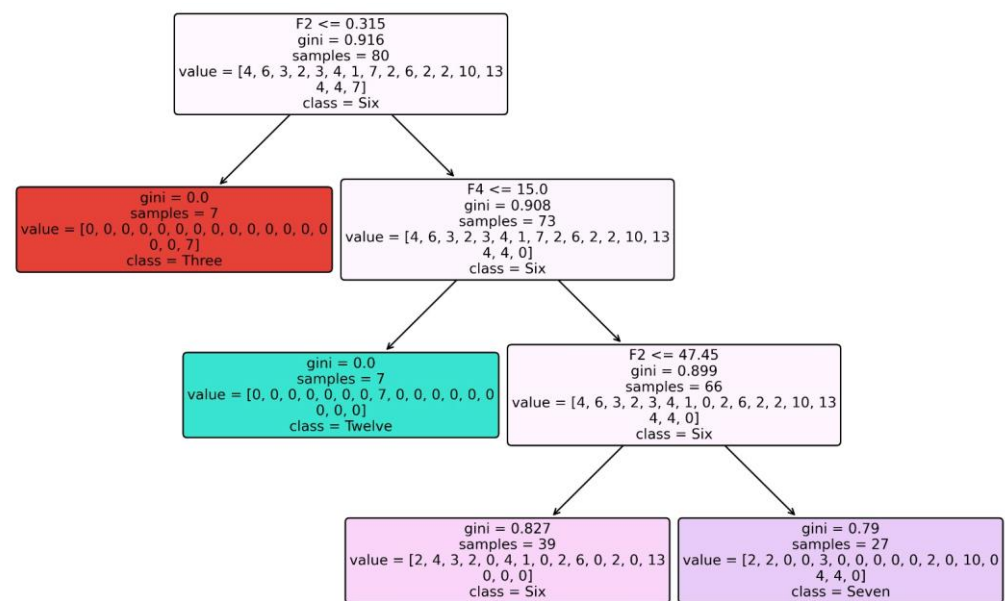 F2 <= 0.315
gini = 0.916
samples = 80
value = [4, 6, 3, 2, 3, 4, 1, 7, 2, 6, 2, 2, 10, 13
4, 4, 7]
class = Six
gini = 0.0
samples = 7
value = [0, 0, 0, 0, 0, 0, 0, 0, 0, 0, 0, 0, 0, 0
0, 0, 7]
class = Three
F4 <= 15.0
gini = 0.908
samples = 73
value = [4, 6, 3, 2, 3, 4, 1, 7, 2, 6, 2, 2, 10, 13
4, 4, 0]
class = Six
gini = 0.0
samples = 7
value = [0, 0, 0, 0, 0, 0, 0, 7, 0, 0, 0, 0, 0, 0
0, 0, 0]
class = Twelve
F2 <= 47.45
gini = 0.899
samples = 66
value = [4, 6, 3, 2, 3, 4, 1, 0, 2, 6, 2, 2, 10, 13
4, 4, 0]
class = Six
gini = 0.827
samples = 39
value = [2, 4, 3, 2, 0, 4, 1, 0, 2, 6, 0, 2, 0, 13
0, 0, 0]
class = Six
gini = 0.79
samples = 27
value = [2, 2, 0, 0, 3, 0, 0, 0, 0, 0, 2, 0, 10, 0
4, 4, 0]
class = Seven